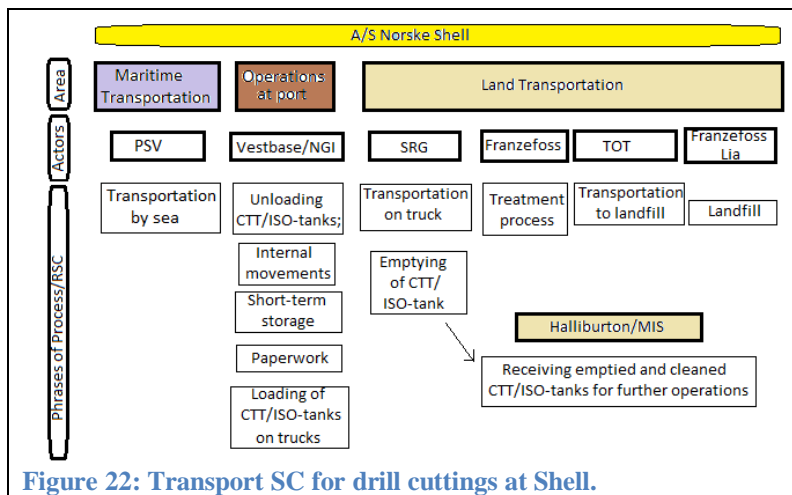 A/S Norske Shell
Area
Maritime
Transportation
Operations
at port
Land Transportation
Actors
PSV
Vestbase/NGI
SRG
Franzefoss
TOT
Franzefoss
Lia
Phrases of Process/RSC
Transportation
by sea
Unloading
CTT/ISO-tanks;
Transportation
on truck
Treatment
process
Transportation
to landfill
Landfill
Internal
movements
Emptying
of CTT/
ISO-tank
Short-term
storage
Halliburton/MIS
Paperwork
Receiving emptied and cleaned
CTT/ISO-tanks for further operations
Loading of
CTT/ISO-tanks
on trucks
Figure 22: Transport SC for drill cuttings at Shell.